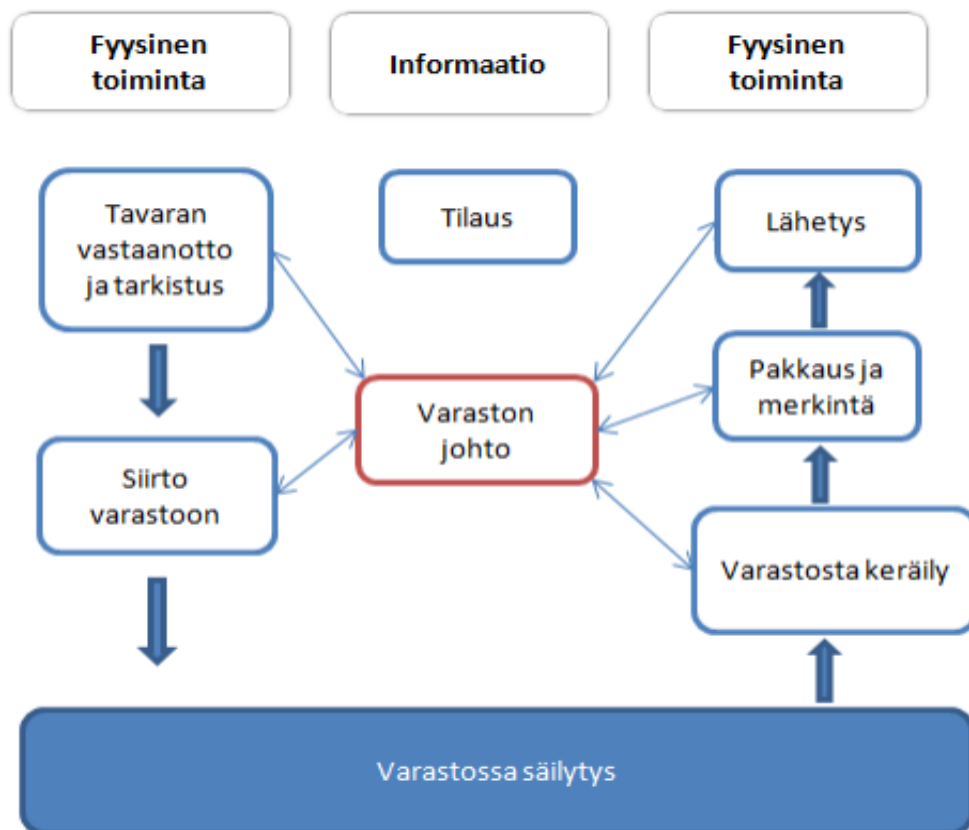 Fyysinen
toiminta
Informaatio
Fyysinen
toiminta
Tavaran
vastaanotto
ja tarkistus
Tilaus
Lähetys
Pakkaus ja
merkintä
Varaston
johto
Siirto
varastoon
Varastosta keräily
Varastossa säilytys